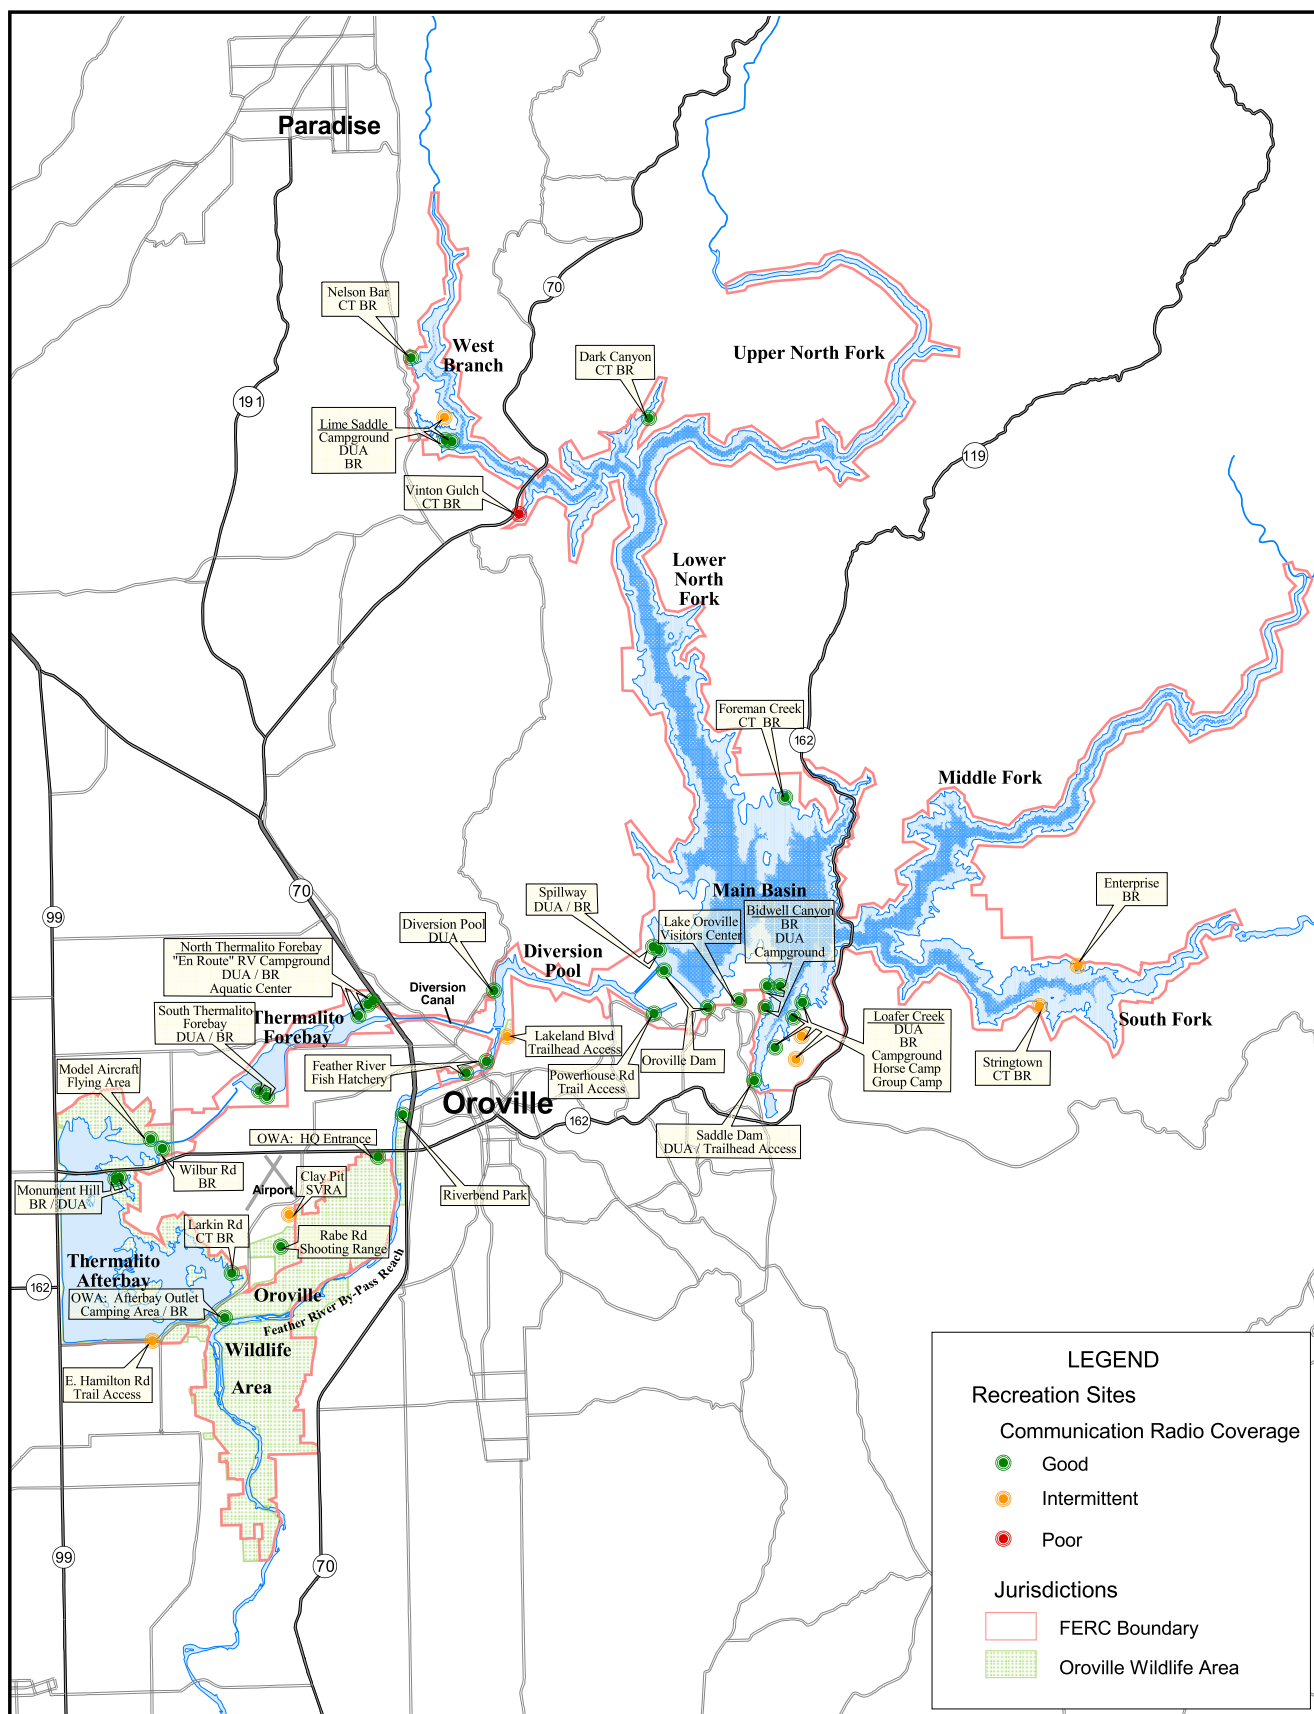 Paradise
Nelson Bar
CT BR
70
West
Branch
Dark Canyon
CT BR
Upper North Fork
191
Lime Saddle
Campground
DUA
BR
119
Vinton Gulch
CT BR
Lower
North
Fork
Foreman Creek
CT BR
162
Middle Fork
70
99
Enterprise
BR
Main Basin
Spillway
DUA / BR
Lake Oroville
Visitors Center
Bidwell Canyon
BR
DUA
Campground
Diversion Pool
DUA
Diversion
Pool
North Thermalito Forebay
"En Route" RV Campground
DUA / BR
Aquatic Center
Diversion
Canal
South Thermalito
Forebay
DUA / BR
Thermalito
Forebay
Lakeland Blvd
Trailhead Access
Loafer Creek
DUA
BR
Campground
Horse Camp
Group Camp
South Fork
Stringtown
CT BR
Model Aircraft
Flying Area
Feather River
Fish Hatchery
Powerhouse Rd
Trail Access
Oroville Dam
Oroville
162
Saddle Dam
DUA / Trailhead Access
OWA: HQ Entrance
Wilbur Rd
BR
Airport
Clay Pit
SVRA
Riverbend Park
Monument Hill
BR / DUA
Larkin Rd
CT BR
Rabe Rd
Shooting Range
Thermalito
Afterbay
162
OWA: Afterbay Outlet
Camping Area / BR
Feather River By-Pass Reach
Oroville
Wildlife
Area
E. Hamilton Rd
Trail Access
99
70
LEGEND
Recreation Sites
Communication Radio Coverage
Good
Intermittent
Poor
Jurisdictions
FERC Boundary
Oroville Wildlife Area